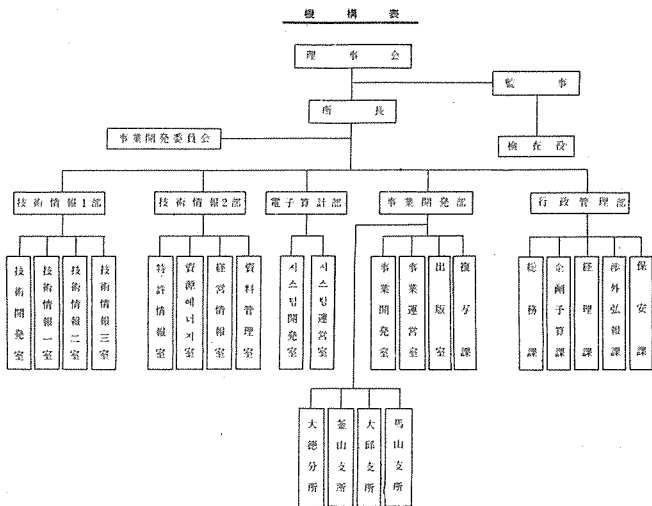 機構表
理事会
監事
所長
事業開発委員会
検査役
技術情報1部
技術情報2部
電子算計部
事業開発部
行政管理部
技術開発室
技術情報一室
技術情報二室
技術情報三室
特許情報室
資源에너지室
経営情報室
資料管理室
시스템開発室
시스템運営室
事業開発室
事業運営室
出版室
複写課
総務課
企画予算課
経理課
渉外弘報課
保安課
大徳分所
釜山支所
大邱支所
馬山支所